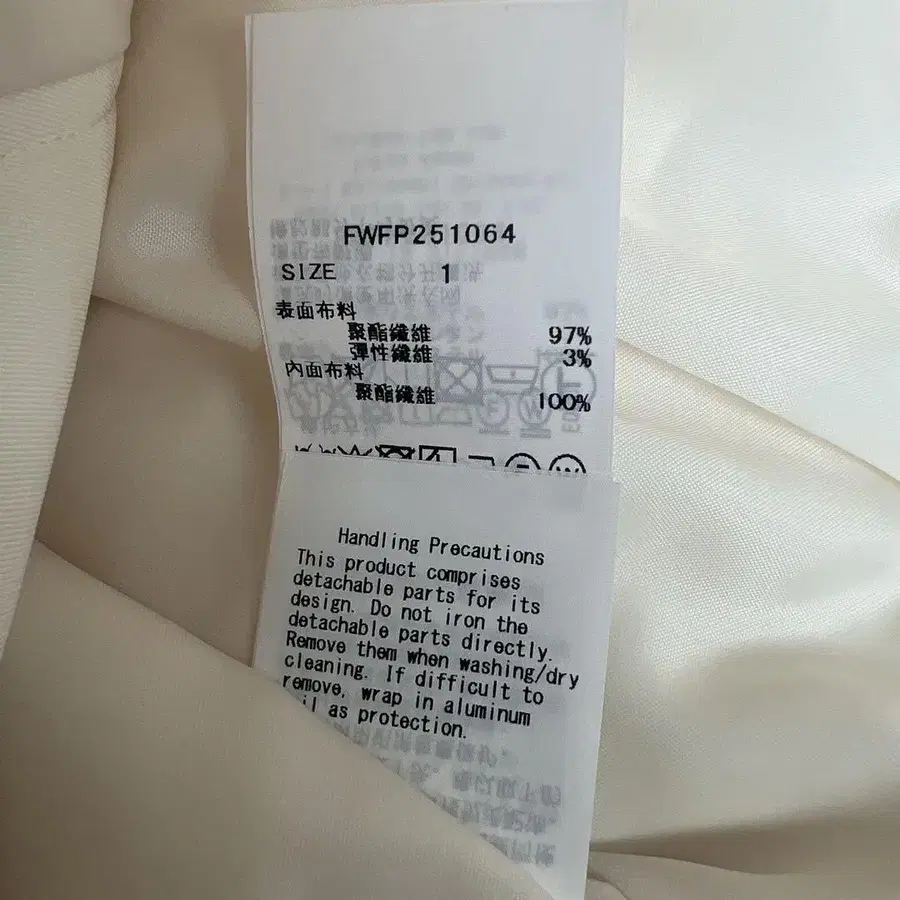 FWFP251064
SIZE 1
表面布料
聚酯纖維 97%
彈性纖維 3%
內面布料
聚酯纖維 100%
Handling Precautions
This product comprises
detachable parts for its
design. Do not iron the
detachable parts directly.
Remove them when washing/dry
cleaning. If difficult to
remove, wrap in aluminum
as protection.